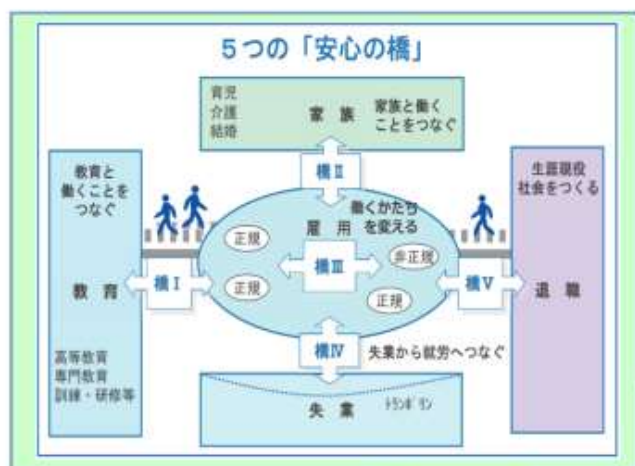 ５つの「安心の橋」
育児
介護
結婚
家 族
家族と働く
ことをつなぐ
教育と
働くことを
つなぐ
教 育
高等教育
専門教育
訓練・研修等
橋Ⅰ
橋Ⅱ
働くかたち
を変える
雇 用
正規
正規
橋Ⅲ
非正規
正規
橋Ⅳ
失業から就労へつなぐ
失 業
ﾄﾗﾝﾎﾟﾘﾝ
橋Ⅴ
生涯現役
社会をつくる
退 職